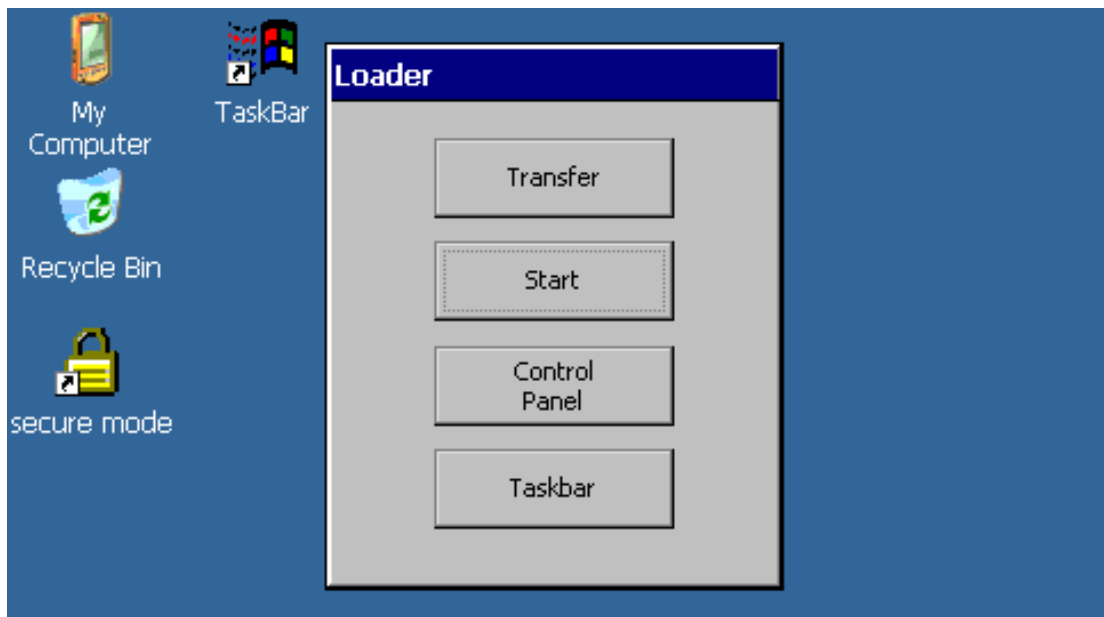 My
Computer
TaskBar
Recycle Bin
secure mode
Loader
Transfer
Start
Control
Panel
Taskbar